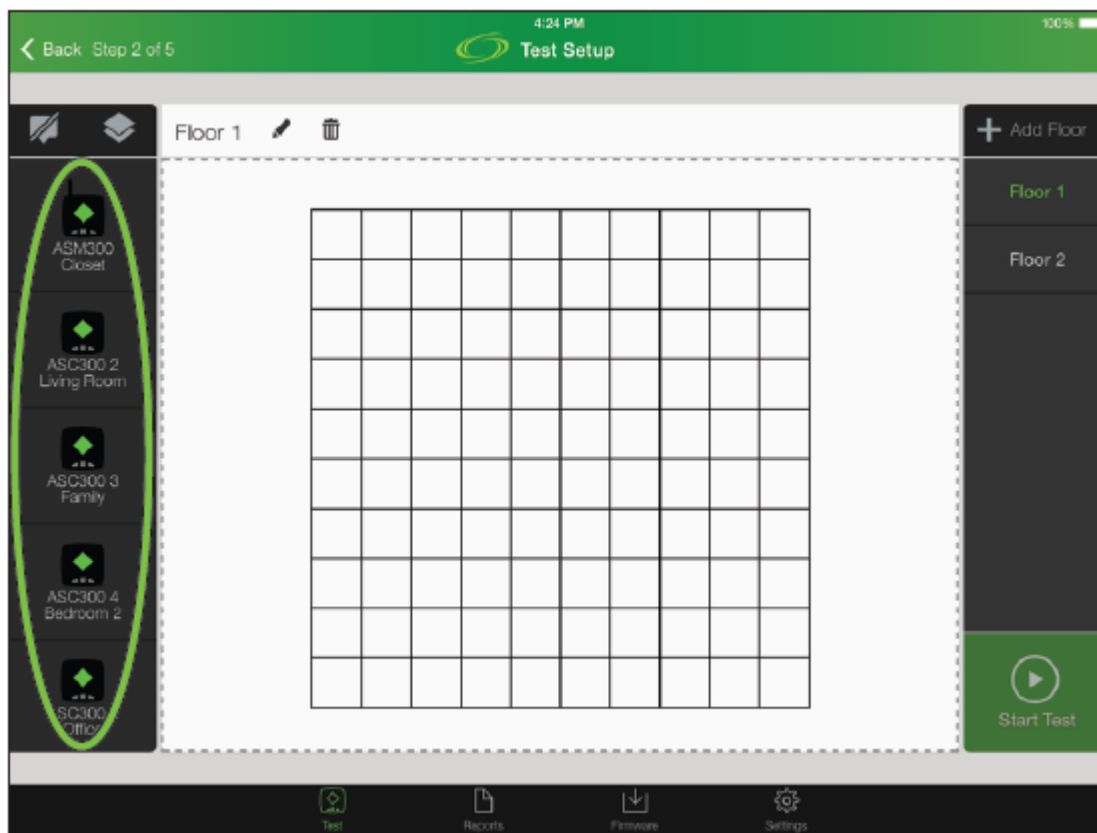 4:24 PM
100%
Back Step 2 of 5
Test Setup
Floor 1
Add Floor
ASM300
Closet
ASC300 2
Living Room
ASC300 3
Family
ASC300 4
Bedroom 2
SC300
Office
Floor 1
Floor 2
Start Test
Test
Reports
Firmware
Settings